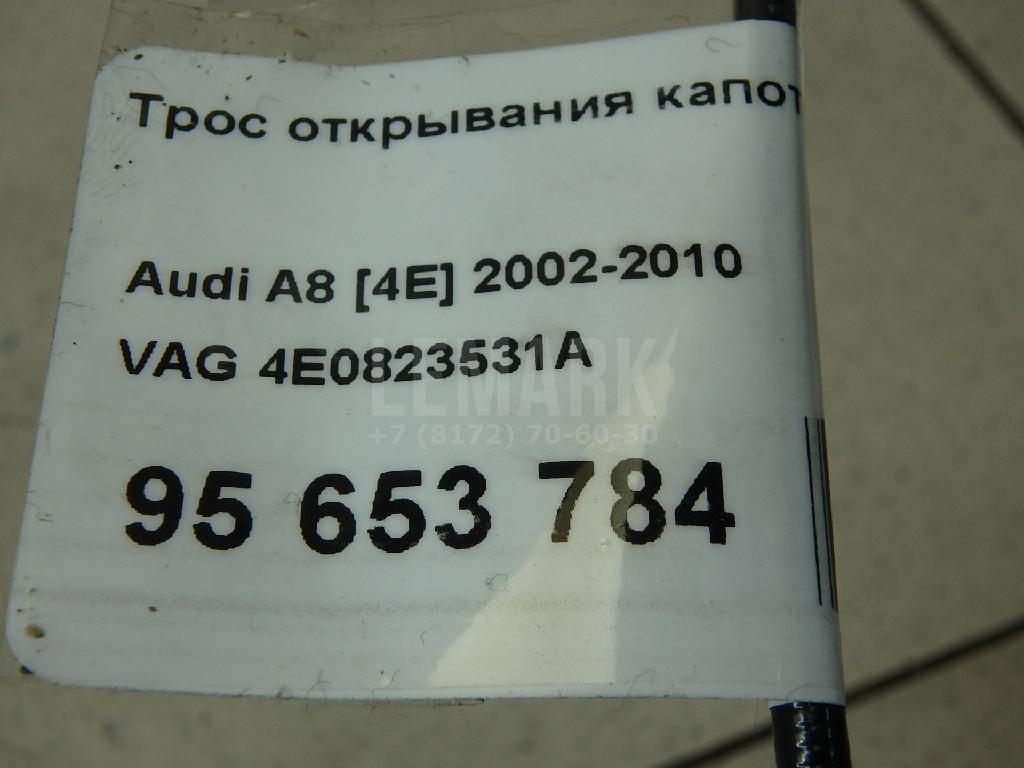 Трос открывания капот
Audi A8 [4E] 2002-2010
VAG 4E0823531A
LEMARK
+7 (8172) 70-60-30
95 653 784